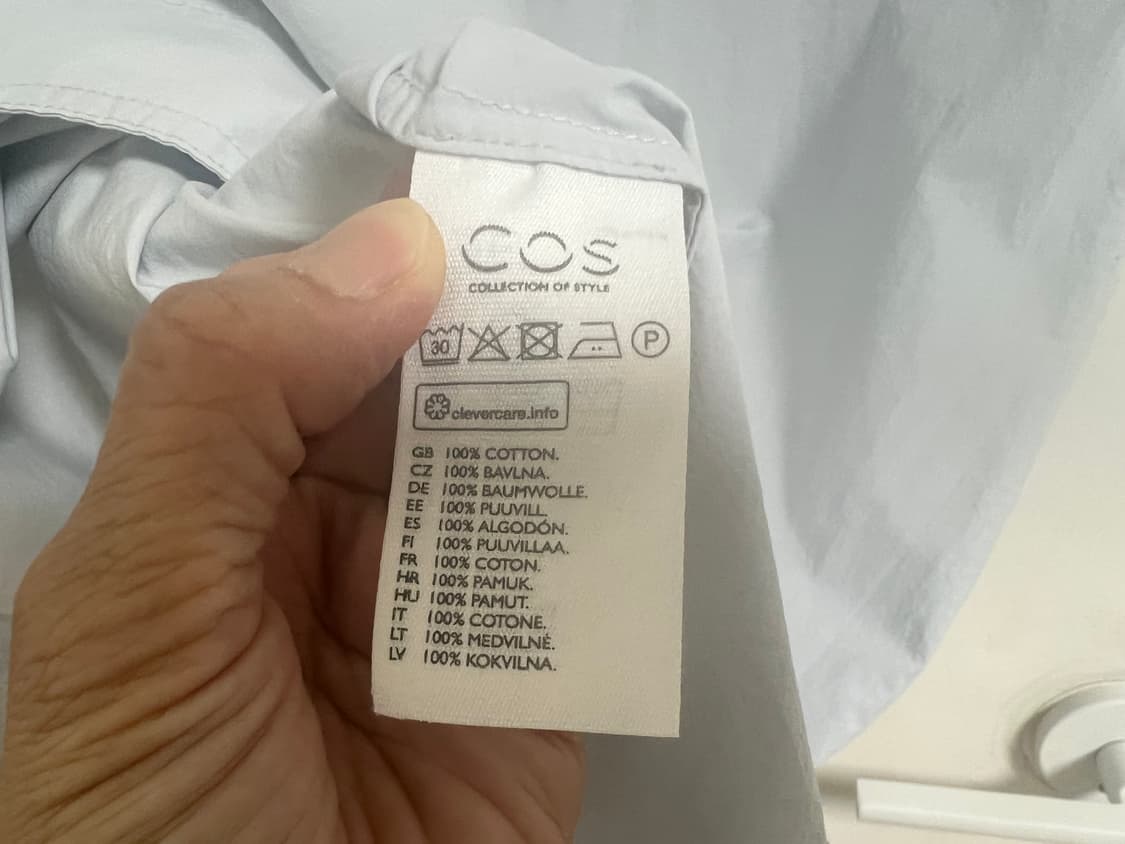 COS
COLLECTION OF STYLE
30 P
clevercare.info
GB 100% COTTON.
CZ 100% BAVLNA.
DE 100% BAUMWOLLE.
EE 100% PUUVILL.
ES 100% ALGODÓN.
FI 100% PUUVILLAA.
FR 100% COTON.
HR 100% PAMUK.
HU 100% PAMUT.
IT 100% COTONE.
LT 100% MEDVILNĖ.
LV 100% KOKVILNA.